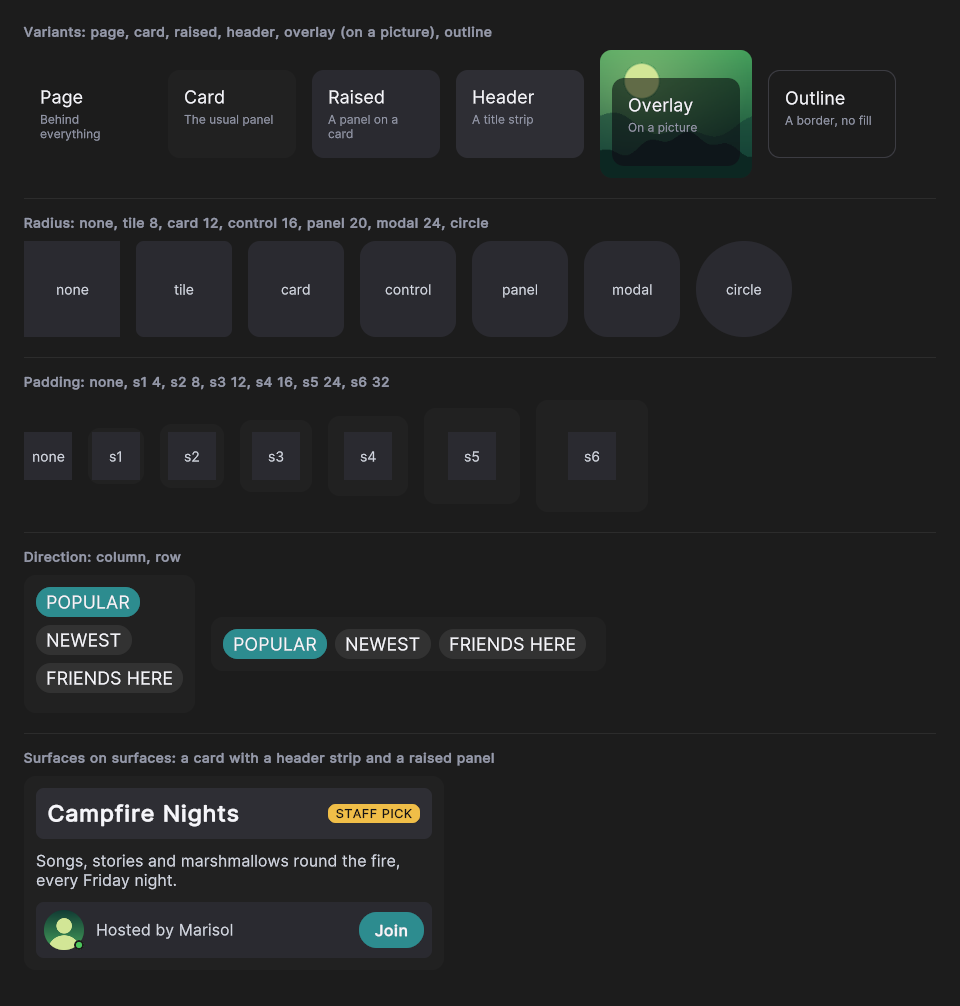 Variants: page, card, raised, header, overlay (on a picture), outline
Page
Behind
everything
Card
The usual panel
Raised
A panel on a
card
Header
A title strip
Overlay
On a picture
Outline
A border, no fill
Radius: none, tile 8, card 12, control 16, panel 20, modal 24, circle
none
tile
card
control
panel
modal
circle
Padding: none, s1 4, s2 8, s3 12, s4 16, s5 24, s6 32
none
s1
s2
s3
s4
s5
s6
Direction: column, row
POPULAR
NEWEST
FRIENDS HERE
POPULAR
NEWEST
FRIENDS HERE
Surfaces on surfaces: a card with a header strip and a raised panel
Campfire Nights
STAFF PICK
Songs, stories and marshmallows round the fire,
every Friday night.
Hosted by Marisol
Join